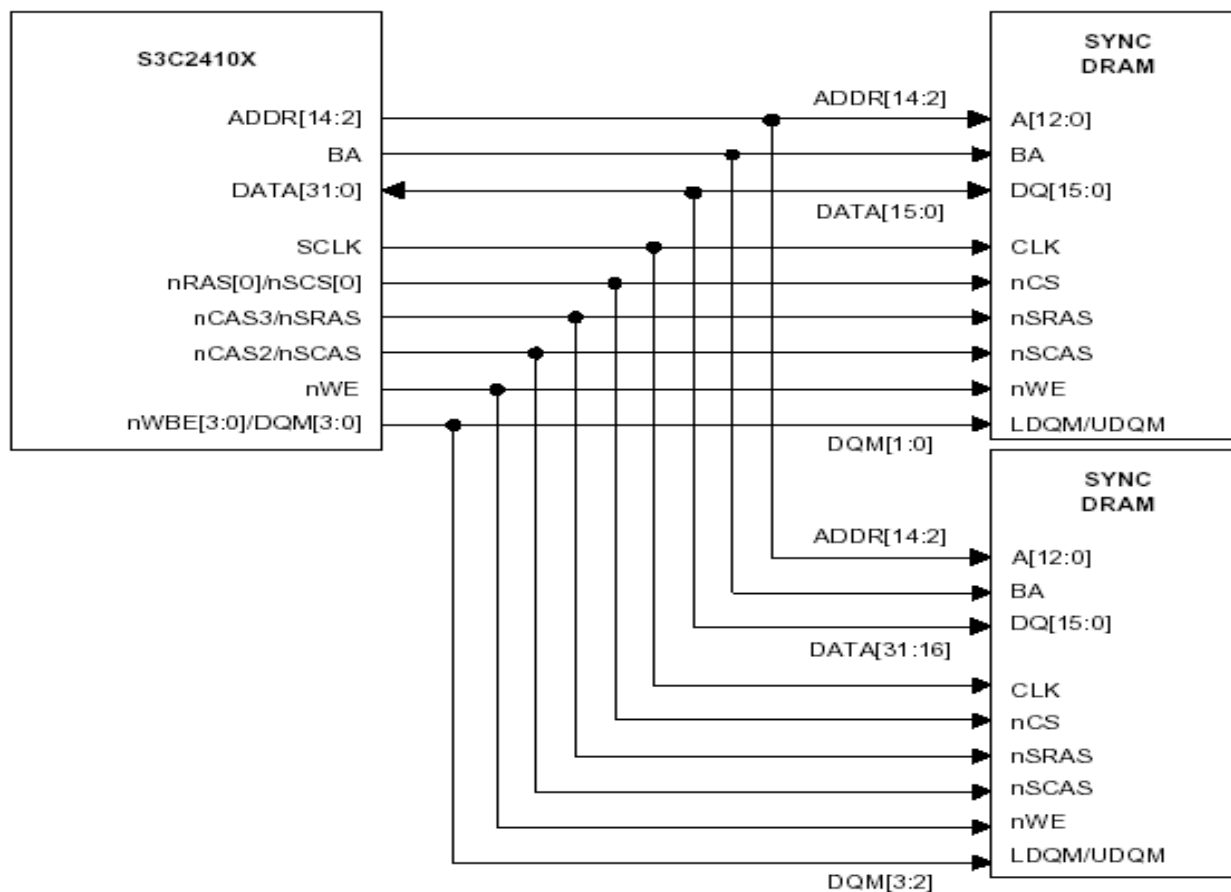 S3C2410X
ADDR[14:2]
BA
DATA[31:0]
SCLK
nRAS[0]/nSCS[0]
nCAS3/nSRAS
nCAS2/nSCAS
nWE
nWBE[3:0]/DQM[3:0]
ADDR[14:2]
DATA[15:0]
DQM[1:0]
SYNC
DRAM
A[12:0]
BA
DQ[15:0]
CLK
nCS
nSRAS
nSCAS
nWE
LDQM/UDQM
ADDR[14:2]
DATA[31:16]
DQM[3:2]
SYNC
DRAM
A[12:0]
BA
DQ[15:0]
CLK
nCS
nSRAS
nSCAS
nWE
LDQM/UDQM